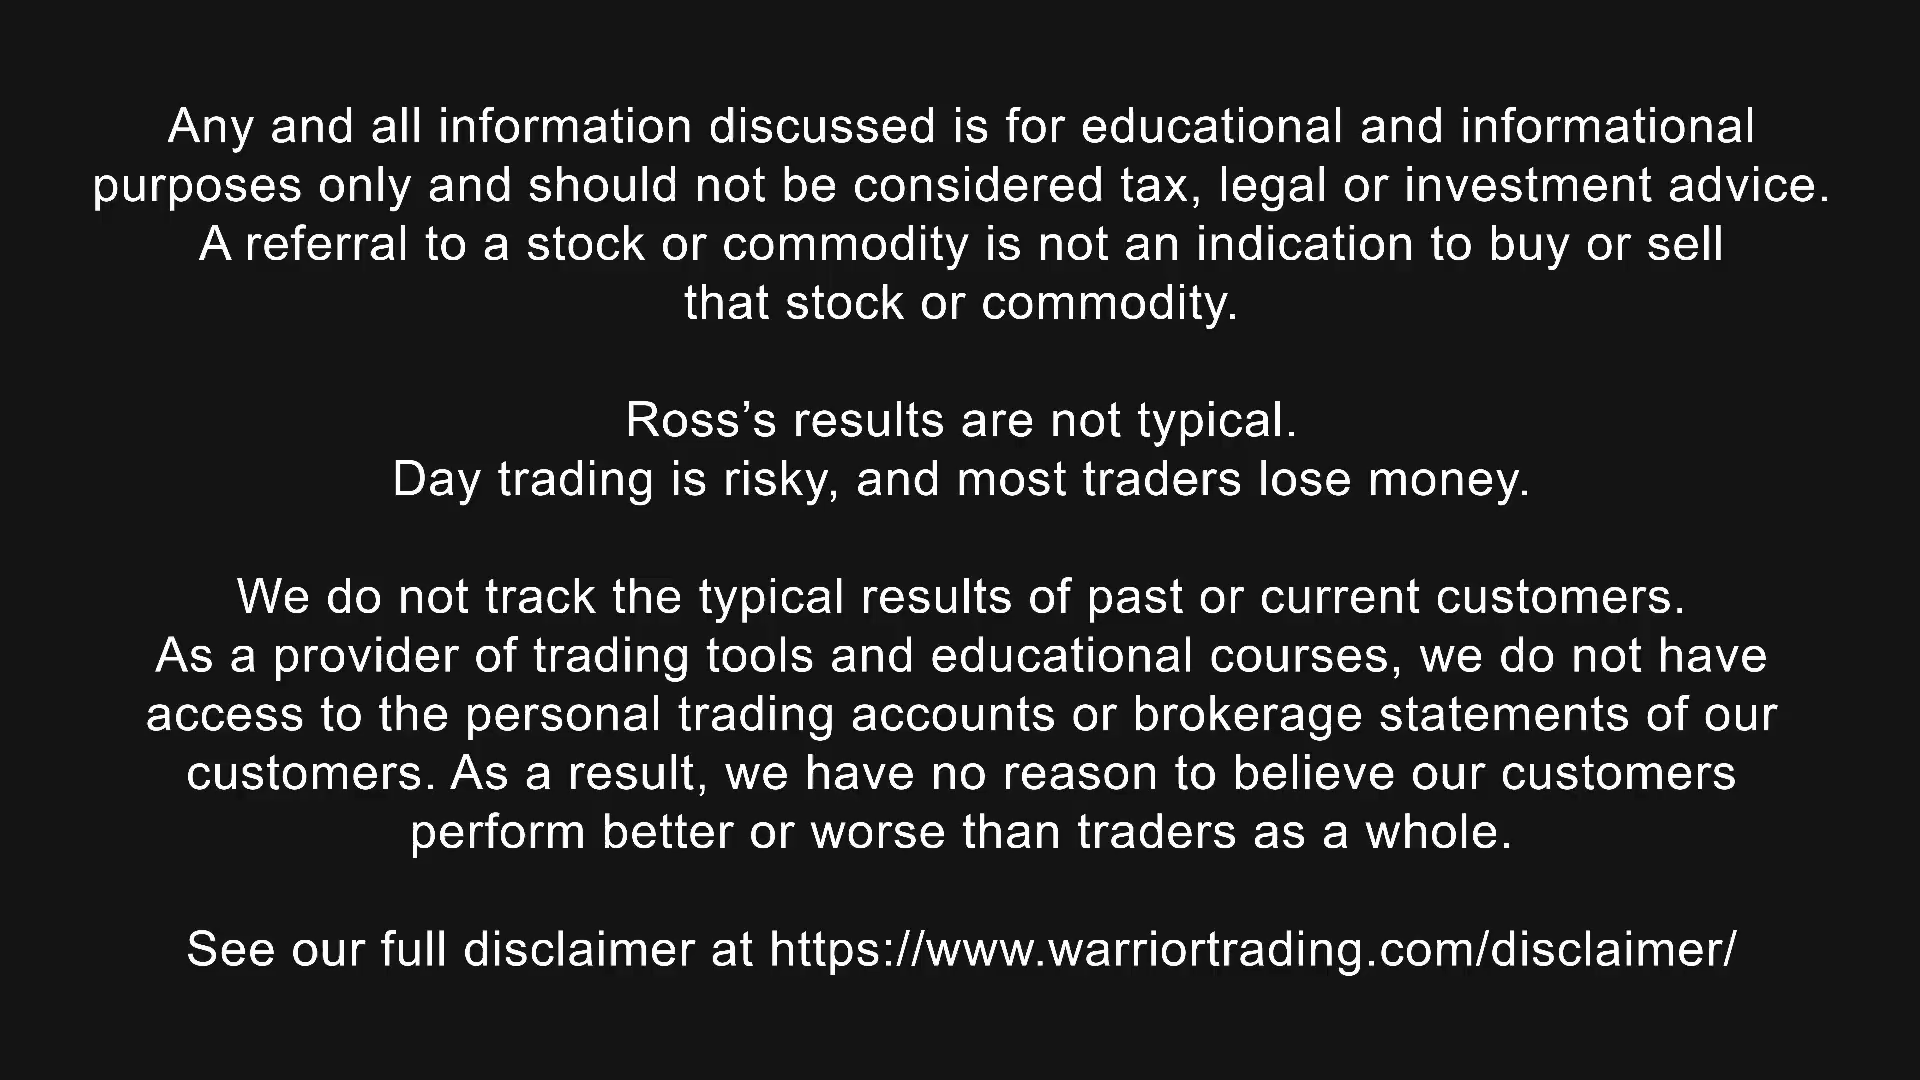 Any and all information discussed is for educational and informational
purposes only and should not be considered tax, legal or investment advice.
A referral to a stock or commodity is not an indication to buy or sell
that stock or commodity.
Ross’s results are not typical.
Day trading is risky, and most traders lose money.
We do not track the typical results of past or current customers.
As a provider of trading tools and educational courses, we do not have
access to the personal trading accounts or brokerage statements of our
customers. As a result, we have no reason to believe our customers
perform better or worse than traders as a whole.
See our full disclaimer at https://www.warriortrading.com/disclaimer/